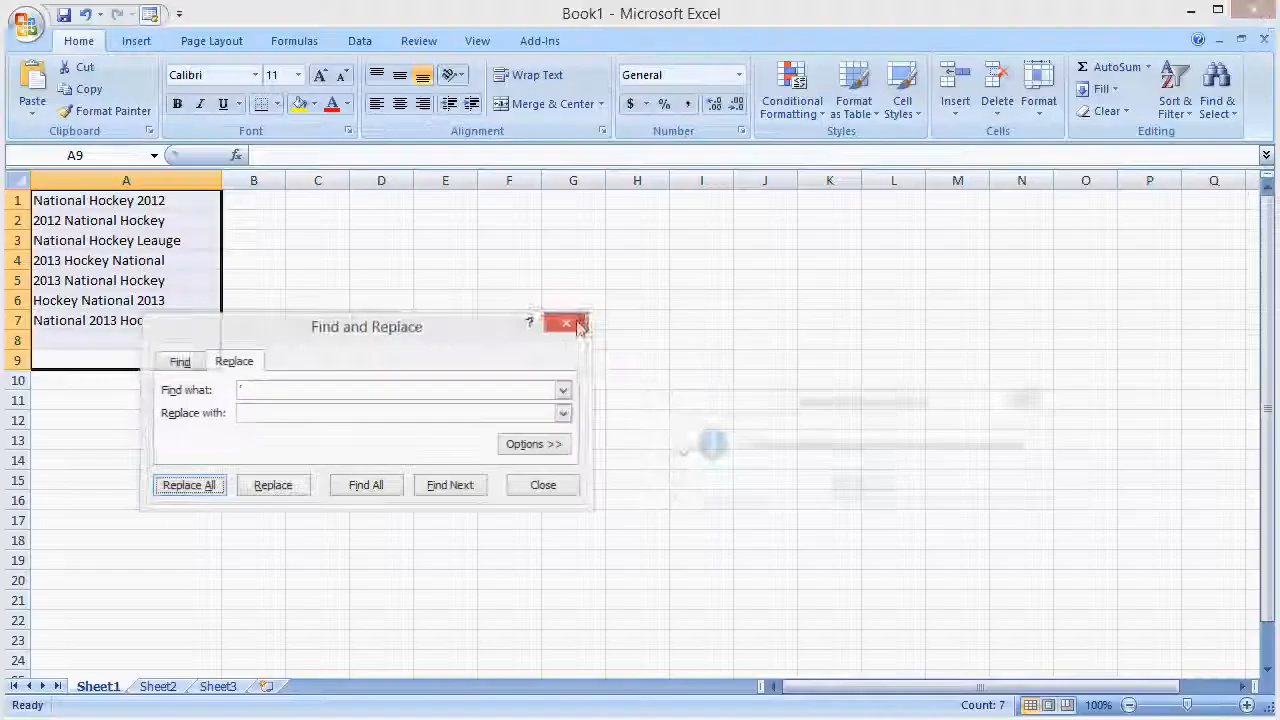 Book1 - Microsoft Excel
Home Insert Page Layout Formulas Data Review View Add-Ins
Cut
Copy
Format Painter
Paste
Clipboard
Calibri 11
B I U
Font
Wrap Text
Merge & Center
Alignment
General
$ % ,
Number
Conditional Formatting
Format as Table
Cell Styles
Styles
Insert Delete Format
Cells
Σ AutoSum
Fill
Clear
Sort & Filter
Find & Select
Editing
A9 fx
A B C D E F G H I J K L M N O P Q
1 National Hockey 2012
2 2012 National Hockey
3 National Hockey Leauge
4 2013 Hockey National
5 2013 National Hockey
6 Hockey National 2013
7 National 2013 Hoc
8
9
10
11
12
13
14
15
16
17
18
19
20
21
22
23
24
Find and Replace
Find Replace
Find what: '
Replace with:
Options >>
Replace All Replace Find All Find Next Close
Sheet1 Sheet2 Sheet3
Ready Count: 7 100%